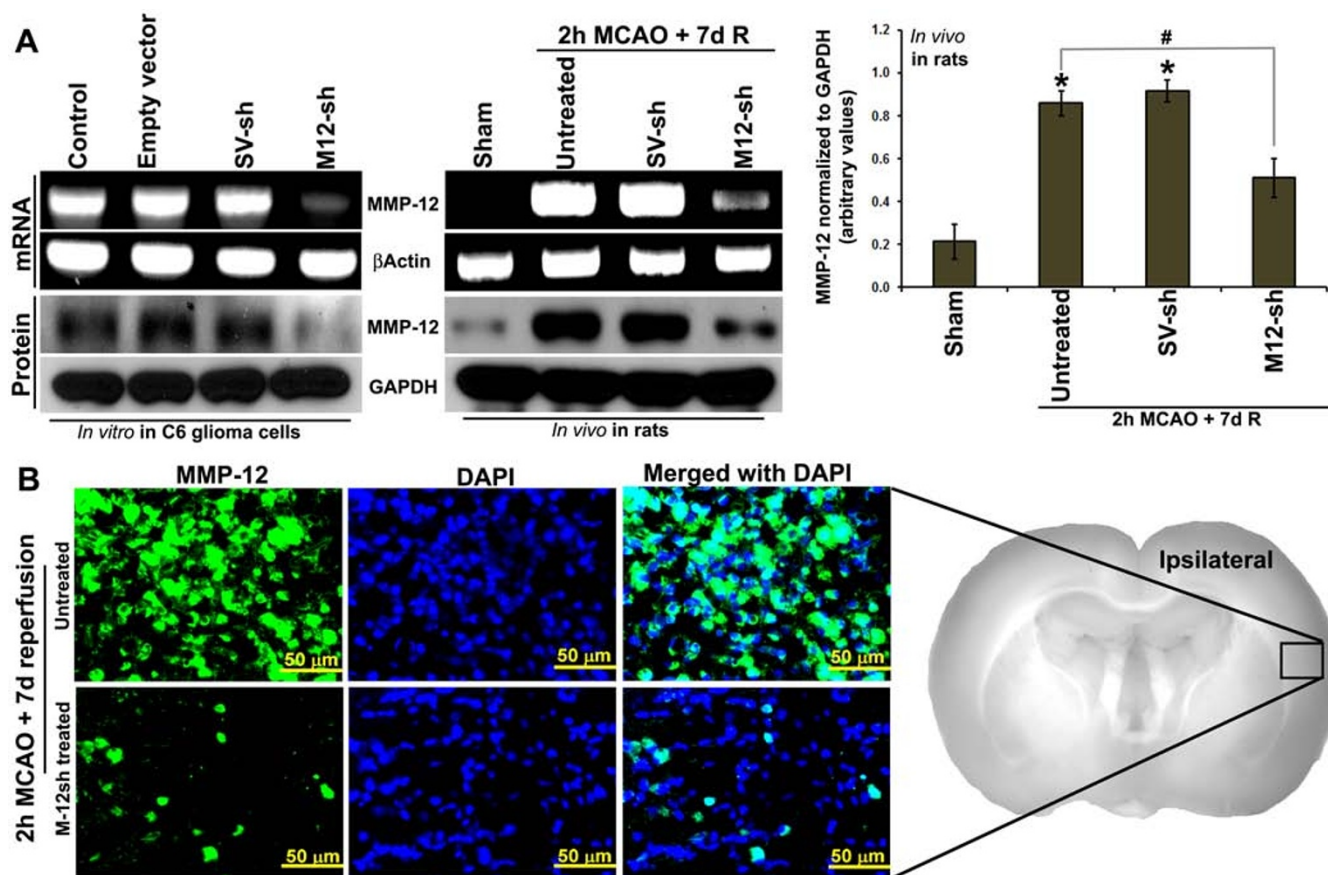 A
2h MCAO + 7d R
Control
Empty vector
SV-sh
M12-sh
Sham
Untreated
SV-sh
M12-sh
mRNA
MMP-12
βActin
Protein
MMP-12
GAPDH
In vitro in C6 glioma cells
In vivo in rats
MMP-12 normalized to GAPDH
(arbitrary values)
1.2
1.0
0.8
0.6
0.4
0.2
0.0
In vivo
in rats
#
*
*
Sham
Untreated
SV-sh
M12-sh
2h MCAO + 7d R
B
MMP-12
DAPI
Merged with DAPI
2h MCAO + 7d reperfusion
Untreated
50 µm
50 µm
50 µm
M-12sh treated
50 µm
50 µm
50 µm
Ipsilateral